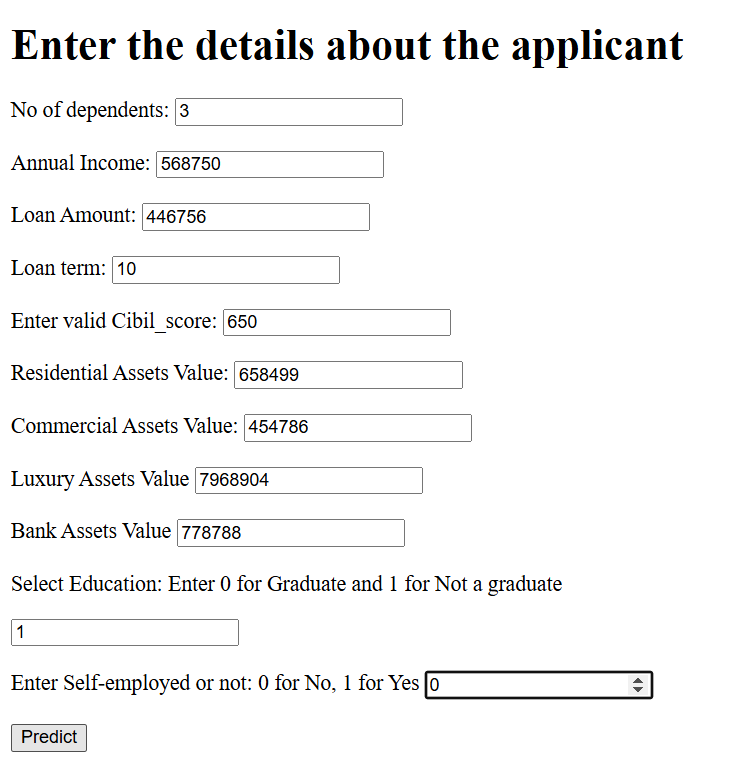 Enter the details about the applicant
No of dependents: 3
Annual Income: 568750
Loan Amount: 446756
Loan term: 10
Enter valid Cibil_score: 650
Residential Assets Value: 658499
Commercial Assets Value: 454786
Luxury Assets Value 7968904
Bank Assets Value 778788
Select Education: Enter 0 for Graduate and 1 for Not a graduate
1
Enter Self-employed or not: 0 for No, 1 for Yes 0
Predict